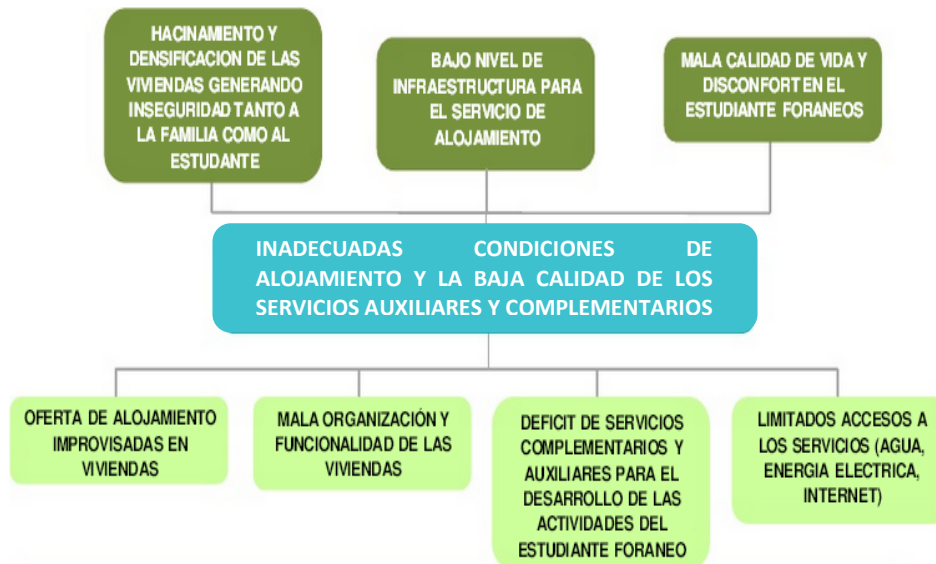 HACINAMIENTO Y
DENSIFICACION DE LAS
VIVIENDAS GENERANDO
INSEGURIDAD TANTO A
LA FAMILIA COMO AL
ESTUDANTE
BAJO NIVEL DE
INFRAESTRUCTURA PARA
EL SERVICIO DE
ALOJAMIENTO
MALA CALIDAD DE VIDA Y
DISCONFORT EN EL
ESTUDIANTE FORANEOS
INADECUADAS CONDICIONES DE
ALOJAMIENTO Y LA BAJA CALIDAD DE LOS
SERVICIOS AUXILIARES Y COMPLEMENTARIOS
OFERTA DE ALOJAMIENTO
IMPROVISADAS EN
VIVIENDAS
MALA ORGANIZACIÓN Y
FUNCIONALIDAD DE LAS
VIVIENDAS
DEFICIT DE SERVICIOS
COMPLEMENTARIOS Y
AUXILIARES PARA EL
DESARROLLO DE LAS
ACTIVIDADES DEL
ESTUDIANTE FORANEO
LIMITADOS ACCESOS A
LOS SERVICIOS (AGUA,
ENERGIA ELECTRICA,
INTERNET)